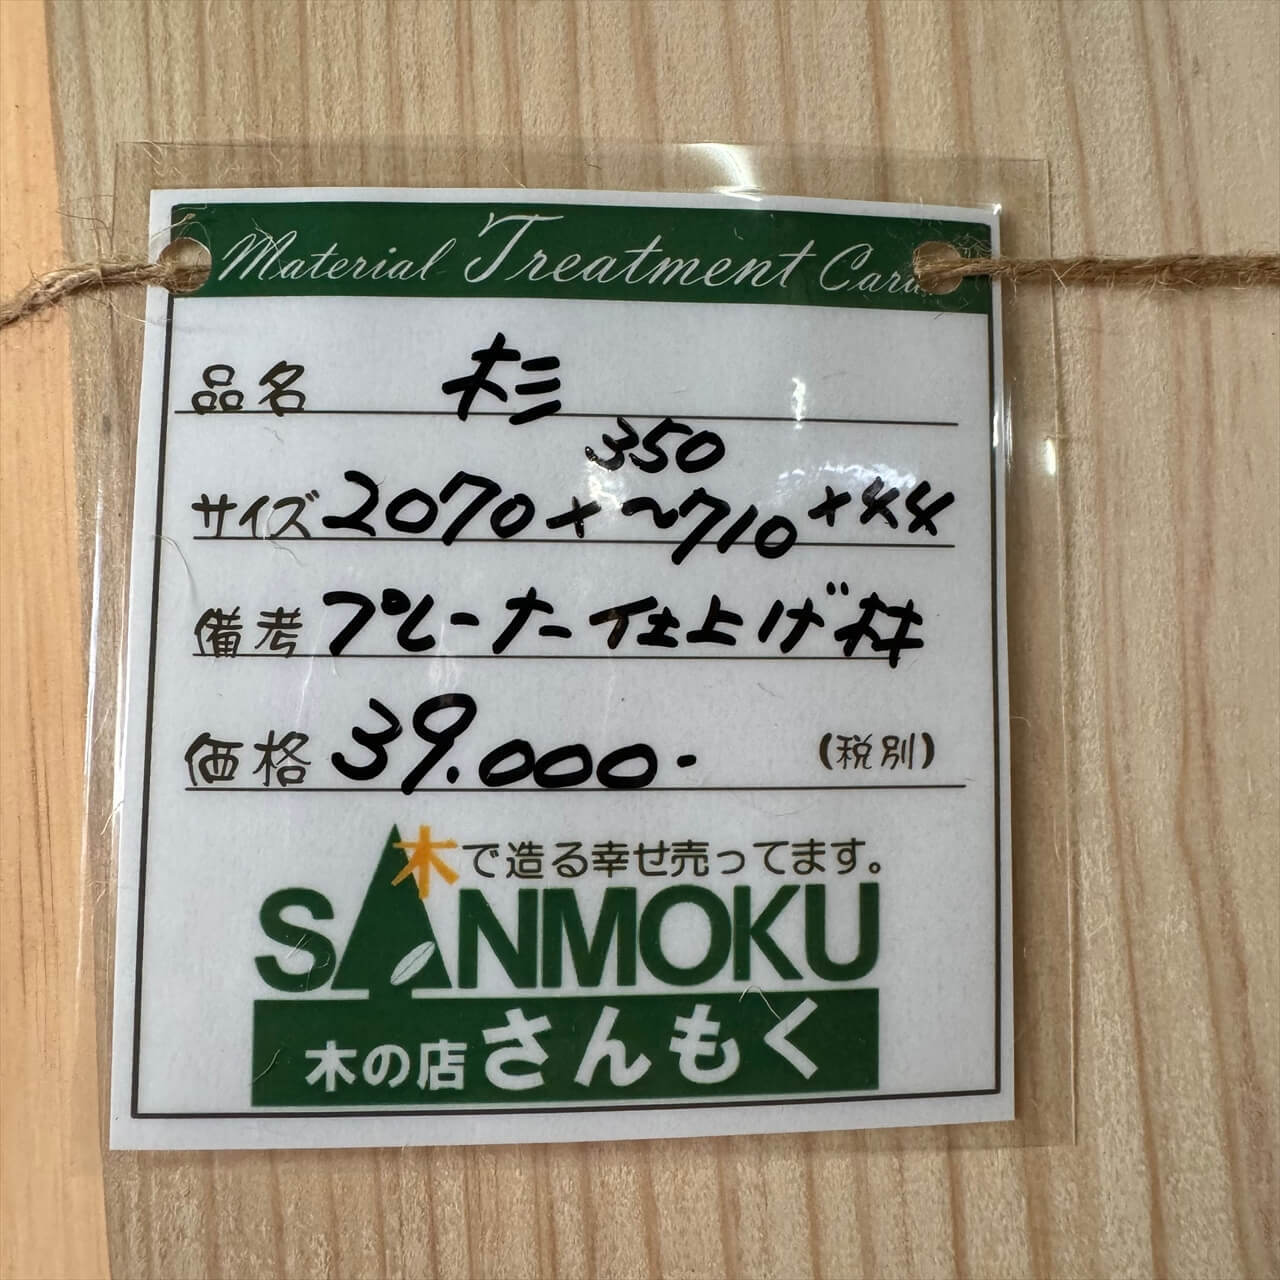 Material Treatment Card
品名 杉
サイズ 2070×350~710×44
備考 プレーナー仕上げ材
価格 39.000- (税別)
木で造る幸せ売ってます。
SANMOKU
木の店さんもく